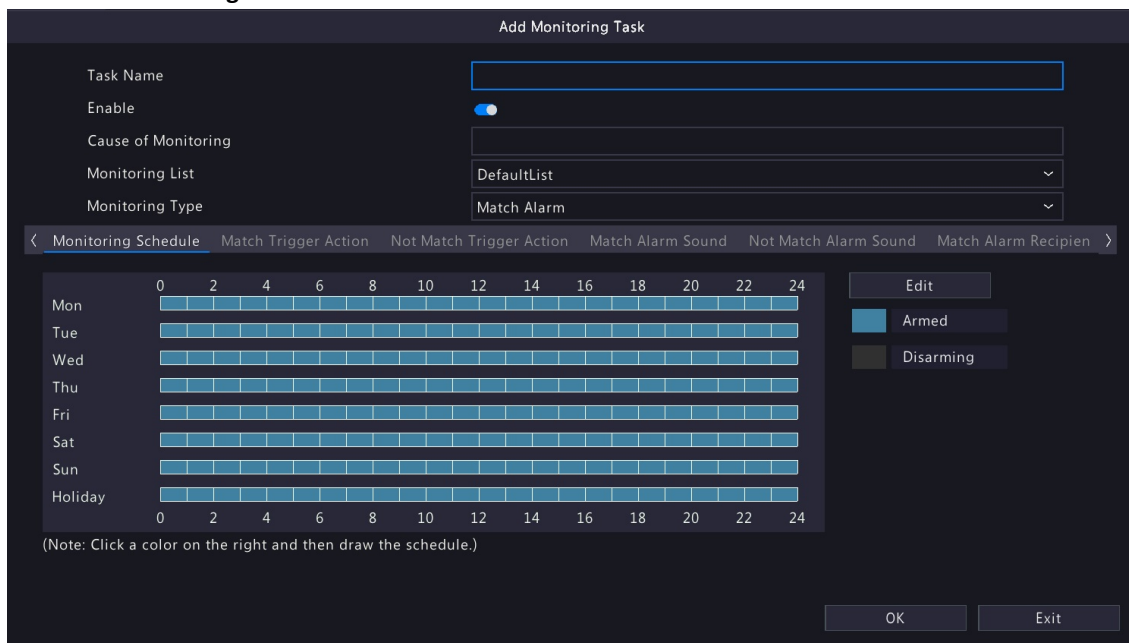 Add Monitoring Task
Task Name
Enable
Cause of Monitoring
Monitoring List DefaultList
Monitoring Type Match Alarm
Monitoring Schedule Match Trigger Action Not Match Trigger Action Match Alarm Sound Not Match Alarm Sound Match Alarm Recipien
0 2 4 6 8 10 12 14 16 18 20 22 24
Mon
Tue
Wed
Thu
Fri
Sat
Sun
Holiday
0 2 4 6 8 10 12 14 16 18 20 22 24
Edit
Armed
Disarming
(Note: Click a color on the right and then draw the schedule.)
OK Exit